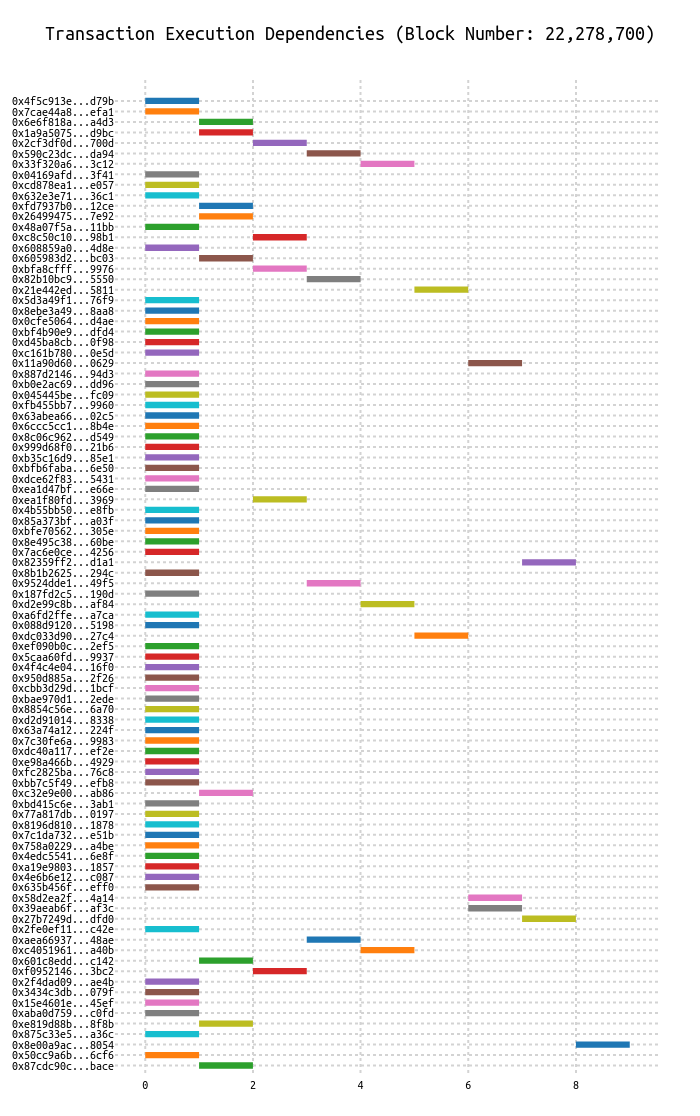 Transaction Execution Dependencies (Block Number: 22,278,700)
0x4f5c913e...d79b
0x7cae44a8...efa1
0x6e6f818a...a4d3
0x1a9a5075...d9bc
0x2cf3df0d...700d
0x590c23dc...da94
0x33f320a6...3c12
0x04169afd...3f41
0xcd878ea1...e057
0x632e3e71...36c1
0xfd7937b0...12ce
0x26499475...7e92
0x48a07f5a...11bb
0xc8c50c10...98b1
0x608859a0...4d8e
0x605983d2...bc03
0xbfa8cfff...9976
0x82b10bc9...5550
0x21e442ed...5811
0x5d3a49f1...76f9
0x8ebe3a49...8aa8
0x0cfe5064...d4ae
0xbf4b90e9...dfd4
0xd45ba8cb...0f98
0xc161b780...0e5d
0x11a90d60...0629
0x887d2146...94d3
0xb0e2ac69...dd96
0x045445be...fc09
0xfb455bb7...9960
0x63abea66...02c5
0x6ccc5cc1...8b4e
0x8c06c962...d549
0x999d68f0...21b6
0xb35c16d9...85e1
0xbfb6faba...6e50
0xdce62f83...5431
0xea1d47bf...e66e
0xea1f80fd...3969
0x4b55bb50...e8fb
0x85a373bf...a03f
0xbfe70562...305e
0x8e495c38...60be
0x7ac6e0ce...4256
0x82359ff2...d1a1
0x8b1b2625...294c
0x9524dde1...49f5
0x187fd2c5...190d
0xd2e99c8b...af84
0xa6fd2ffe...a7ca
0x088d9120...5198
0xdc033d90...27c4
0xef090b0c...2ef5
0x5caa60fd...9937
0x4f4c4e04...16f0
0x950d885a...2f26
0xcbb3d29d...1bcf
0xbae970d1...2ede
0x8854c56e...6a70
0xd2d91014...8338
0x63a74a12...224f
0x7c30fe6a...9983
0xdc40a117...ef2e
0xe98a466b...4929
0xfc2825ba...76c8
0xbb7c5f49...efb8
0xc32e9e00...ab86
0xbd415c6e...3ab1
0x77a817db...0197
0x8196d810...1878
0x7c1da732...e51b
0x758a0229...a4be
0x4edc5541...6e8f
0xa19e9803...1857
0x4e6b6e12...c087
0x635b456f...eff0
0x58d2ea2f...4a14
0x39aeab6f...af3c
0x27b7249d...dfd0
0x2fe0ef11...c42e
0xaea66937...48ae
0xc4051961...a40b
0x601c8edd...c142
0xf0952146...3bc2
0x2f4dad09...ae4b
0x3434c3db...079f
0x15e4601e...45ef
0xaba0d759...c0fd
0xe819d88b...8f8b
0x875c33e5...a36c
0x8e00a9ac...8054
0x50cc9a6b...6cf6
0x87cdc90c...bace
0 2 4 6 8